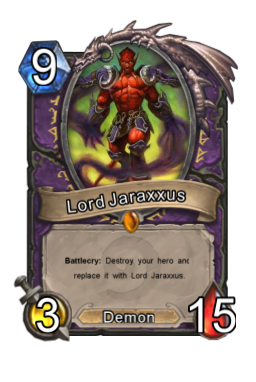 9
Lord Jaraxxus
Battlecry: Destroy your hero and
replace it with Lord Jaraxxus.
3
Demon
15